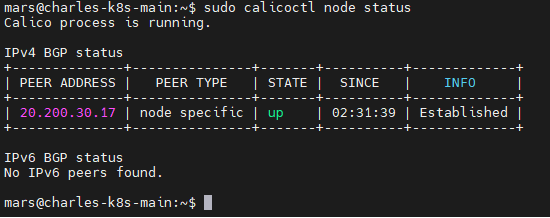 mars@charles-k8s-main:~$ sudo calicoctl node status
Calico process is running.
IPv4 BGP status
+--------------+---------------+-------+----------+-------------+
| PEER ADDRESS |   PEER TYPE   | STATE |  SINCE   |    INFO     |
+--------------+---------------+-------+----------+-------------+
| 20.200.30.17 | node specific | up    | 02:31:39 | Established |
+--------------+---------------+-------+----------+-------------+
IPv6 BGP status
No IPv6 peers found.
mars@charles-k8s-main:~$